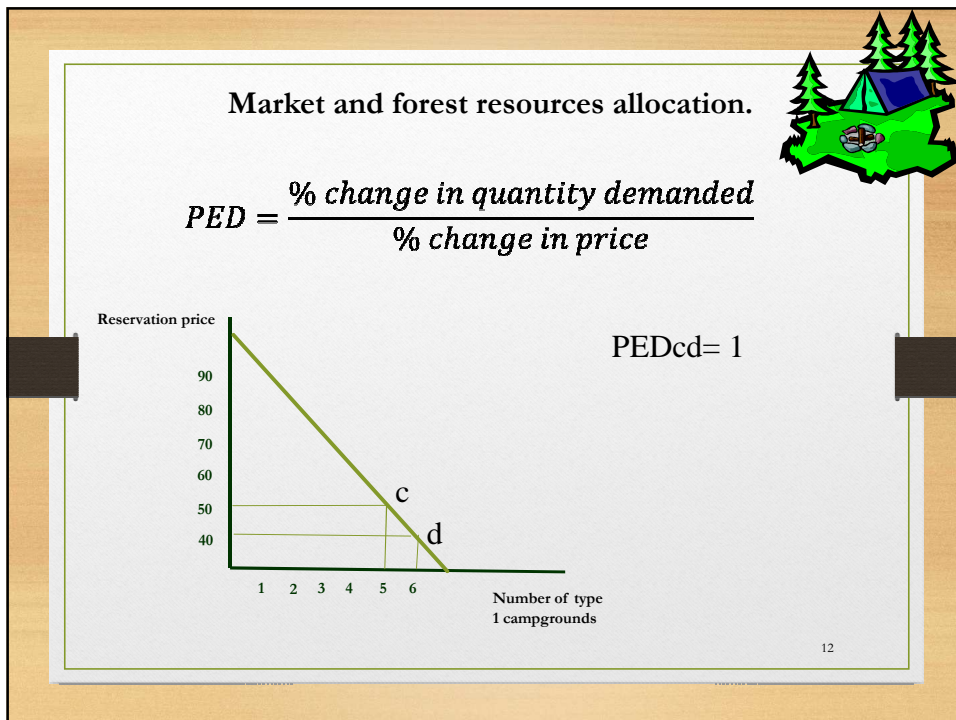 Market and forest resources allocation.
PED = % change in quantity demanded / % change in price
Reservation price
PEDcd= 1
90
80
70
60
50
40
c
d
1 2 3 4 5 6
Number of type
1 campgrounds
12